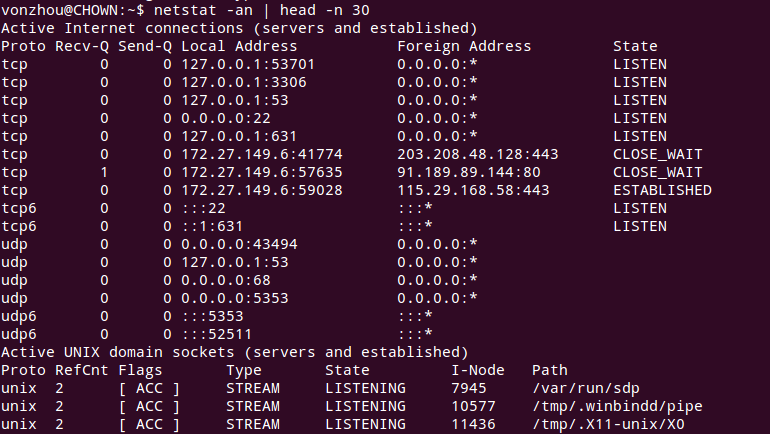 vonzhou@CHOWN:~$ netstat -an | head -n 30
Active Internet connections (servers and established)
Proto Recv-Q Send-Q Local Address           Foreign Address         State
tcp        0      0 127.0.0.1:53701         0.0.0.0:*               LISTEN
tcp        0      0 127.0.0.1:3306          0.0.0.0:*               LISTEN
tcp        0      0 127.0.0.1:53            0.0.0.0:*               LISTEN
tcp        0      0 0.0.0.0:22              0.0.0.0:*               LISTEN
tcp        0      0 127.0.0.1:631           0.0.0.0:*               LISTEN
tcp        0      0 172.27.149.6:41774      203.208.48.128:443      CLOSE_WAIT
tcp        1      0 172.27.149.6:57635      91.189.89.144:80        CLOSE_WAIT
tcp        0      0 172.27.149.6:59028      115.29.168.58:443       ESTABLISHED
tcp6       0      0 :::22                   :::*                    LISTEN
tcp6       0      0 ::1:631                 :::*                    LISTEN
udp        0      0 0.0.0.0:43494           0.0.0.0:*
udp        0      0 127.0.0.1:53            0.0.0.0:*
udp        0      0 0.0.0.0:68              0.0.0.0:*
udp        0      0 0.0.0.0:5353            0.0.0.0:*
udp6       0      0 :::5353                 :::*
udp6       0      0 :::52511                :::*
Active UNIX domain sockets (servers and established)
Proto RefCnt Flags       Type       State         I-Node   Path
unix  2      [ ACC ]     STREAM     LISTENING     7945     /var/run/sdp
unix  2      [ ACC ]     STREAM     LISTENING     10577    /tmp/.winbindd/pipe
unix  2      [ ACC ]     STREAM     LISTENING     11436    /tmp/.X11-unix/X0